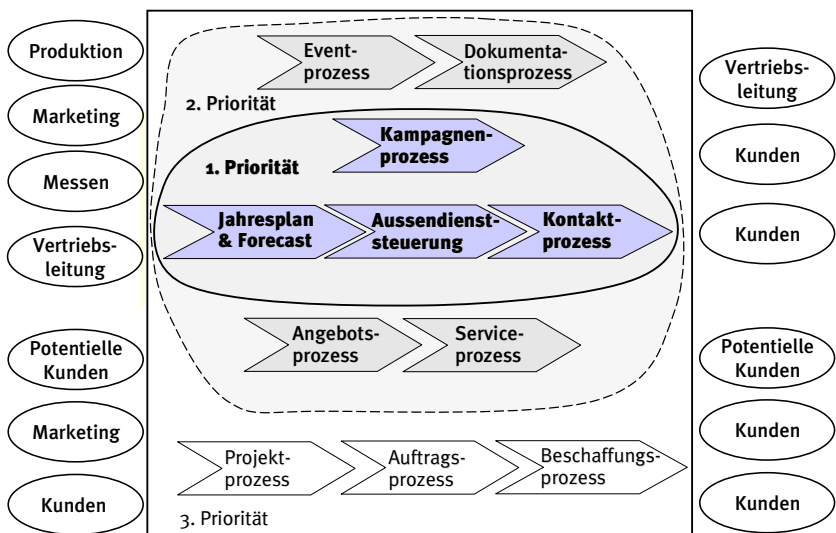 Produktion
Marketing
Messen
Vertriebs-
leitung
Potentielle
Kunden
Marketing
Kunden
Event-
prozess
Dokumenta-
tionsprozess
2. Priorität
Kampagnen-
prozess
1. Priorität
Jahresplan
& Forecast
Aussendienst-
steuerung
Kontakt-
prozess
Angebots-
prozess
Service-
prozess
Projekt-
prozess
Auftrags-
prozess
Beschaffungs-
prozess
3. Priorität
Vertriebs-
leitung
Kunden
Kunden
Potentielle
Kunden
Kunden
Kunden